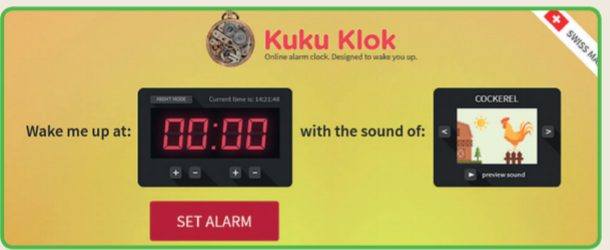 Kuku Klok
Online alarm clock. Designed to wake you up.
SWISS MA
NIGHT MODE Current time is: 14:21:48
Wake me up at:
00:00
+ - + -
with the sound of:
COCKEREL
< >
preview sound
SET ALARM